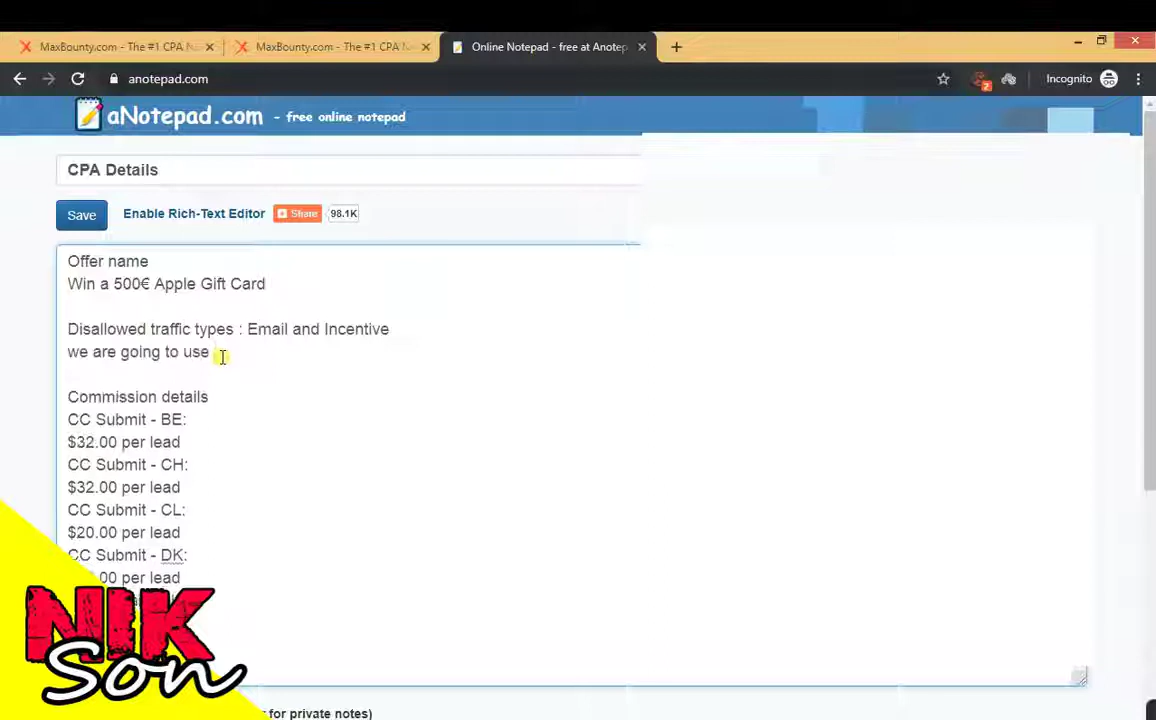 MaxBounty.com - The #1 CPA N
MaxBounty.com - The #1 CPA N
Online Notepad - free at Anotep
anotepad.com
2
Incognito
aNotepad.com - free online notepad
CPA Details
Save
Enable Rich-Text Editor
Share
98.1K
Offer name
Win a 500€ Apple Gift Card
Disallowed traffic types : Email and Incentive
we are going to use
Commission details
CC Submit - BE:
$32.00 per lead
CC Submit - CH:
$32.00 per lead
CC Submit - CL:
$20.00 per lead
CC Submit - DK:
.00 per lead
NIK
Son
for private notes)